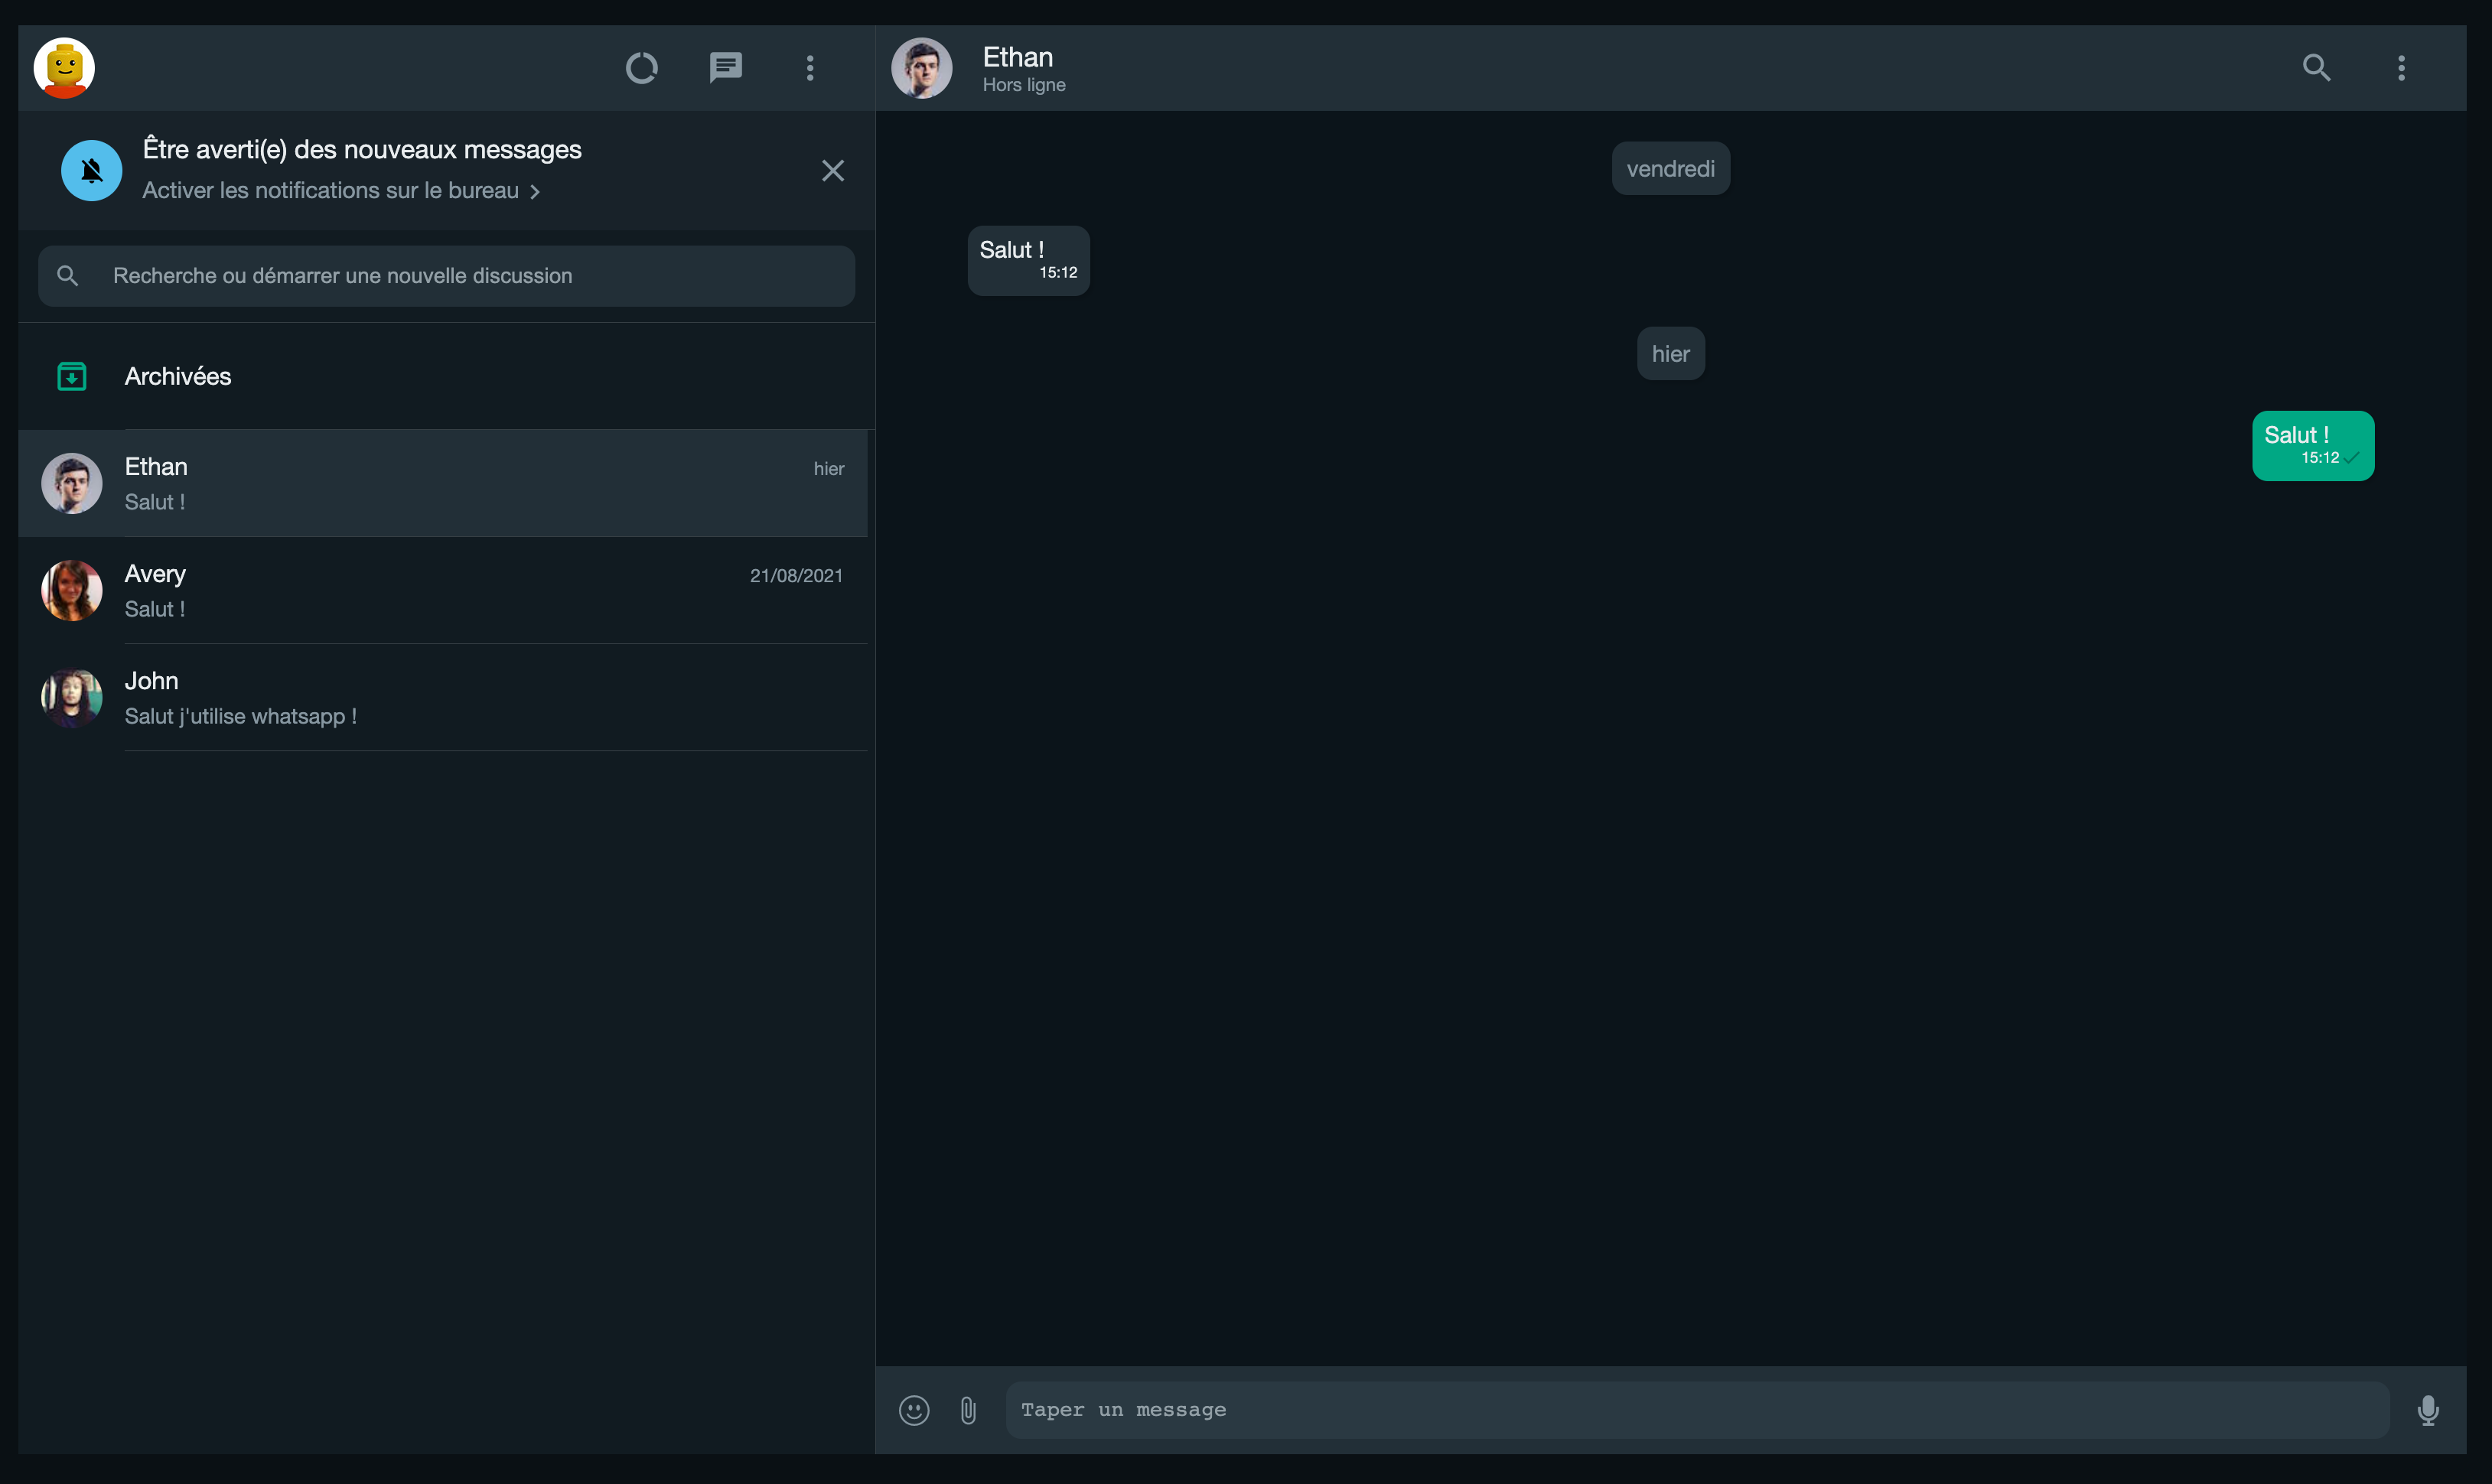 Être averti(e) des nouveaux messages
Activer les notifications sur le bureau
Recherche ou démarrer une nouvelle discussion
Archivées
Ethan
hier
Salut !
Avery
21/08/2021
Salut !
John
Salut j'utilise whatsapp !
Ethan
Hors ligne
vendredi
Salut !
15:12
hier
Salut !
15:12
Taper un message